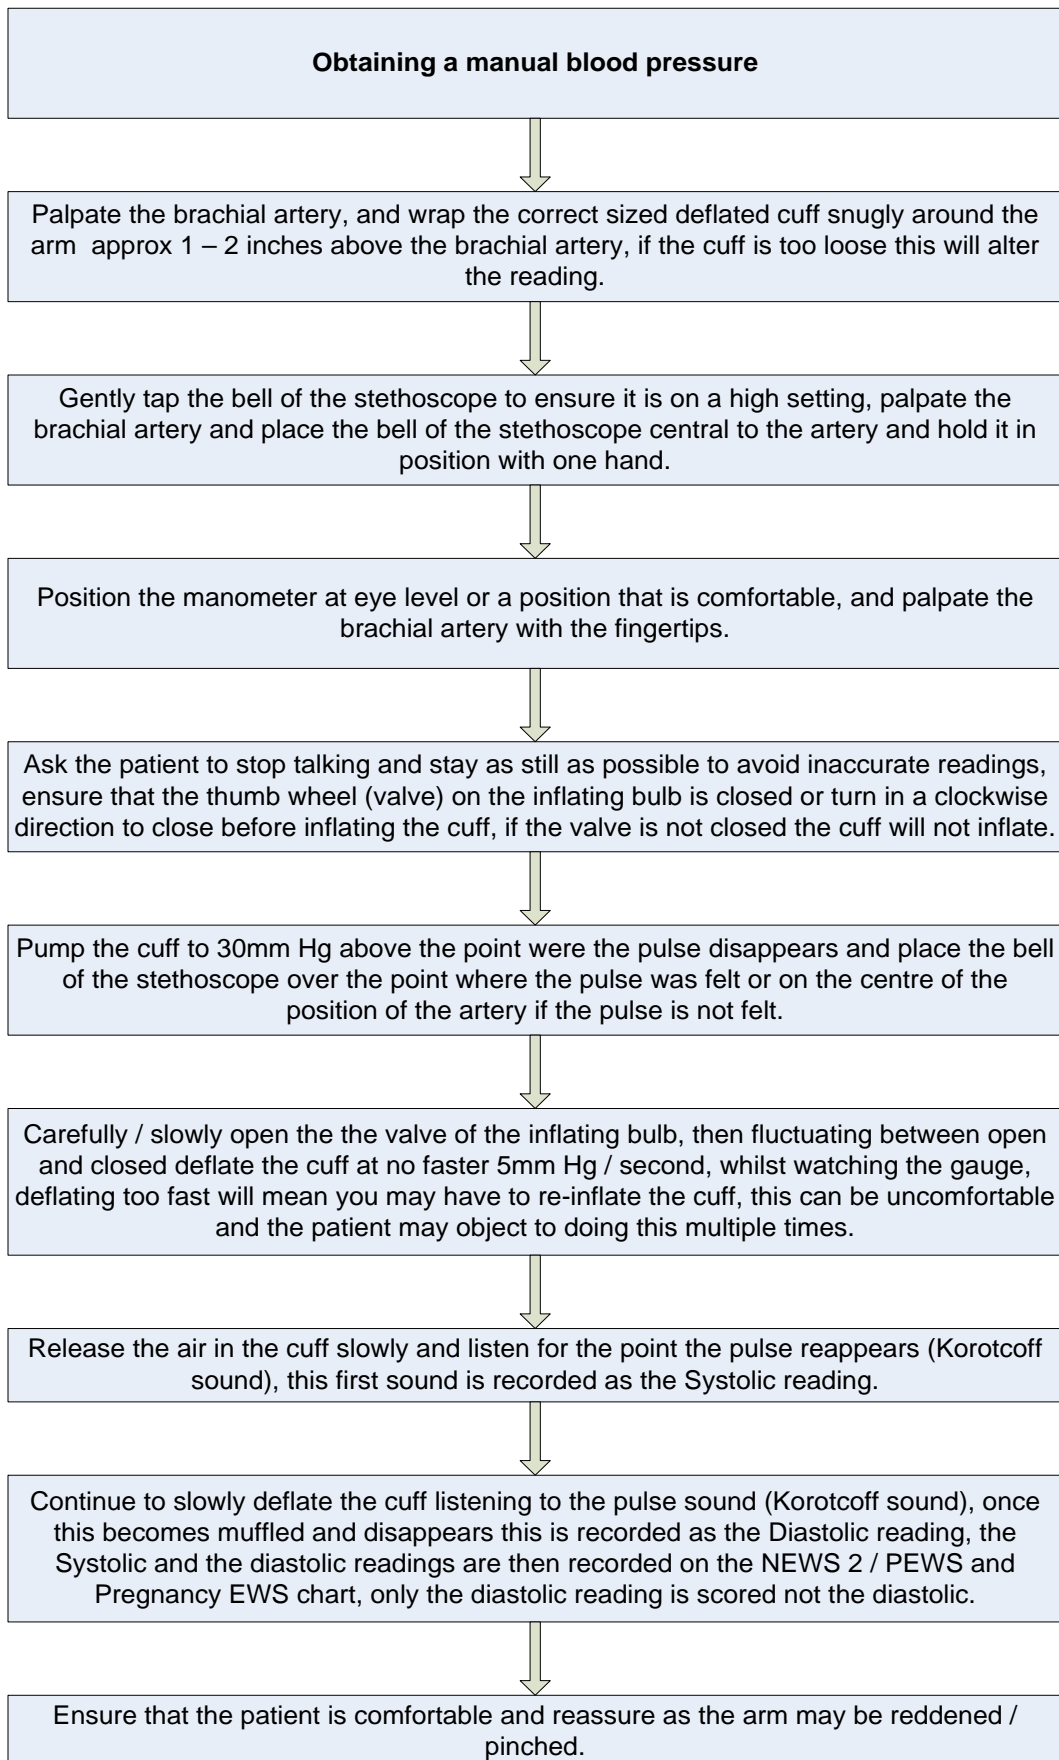 Obtaining a manual blood pressure
Palpate the brachial artery, and wrap the correct sized deflated cuff snugly around the
arm  approx 1 – 2 inches above the brachial artery, if the cuff is too loose this will alter
the reading.
Gently tap the bell of the stethoscope to ensure it is on a high setting, palpate the
brachial artery and place the bell of the stethoscope central to the artery and hold it in
position with one hand.
Position the manometer at eye level or a position that is comfortable, and palpate the
brachial artery with the fingertips.
Ask the patient to stop talking and stay as still as possible to avoid inaccurate readings,
ensure that the thumb wheel (valve) on the inflating bulb is closed or turn in a clockwise
direction to close before inflating the cuff, if the valve is not closed the cuff will not inflate.
Pump the cuff to 30mm Hg above the point were the pulse disappears and place the bell
of the stethoscope over the point where the pulse was felt or on the centre of the
position of the artery if the pulse is not felt.
Carefully / slowly open the the valve of the inflating bulb, then fluctuating between open
and closed deflate the cuff at no faster 5mm Hg / second, whilst watching the gauge,
deflating too fast will mean you may have to re-inflate the cuff, this can be uncomfortable
and the patient may object to doing this multiple times.
Release the air in the cuff slowly and listen for the point the pulse reappears (Korotcoff
sound), this first sound is recorded as the Systolic reading.
Continue to slowly deflate the cuff listening to the pulse sound (Korotcoff sound), once
this becomes muffled and disappears this is recorded as the Diastolic reading, the
Systolic and the diastolic readings are then recorded on the NEWS 2 / PEWS and
Pregnancy EWS chart, only the diastolic reading is scored not the diastolic.
Ensure that the patient is comfortable and reassure as the arm may be reddened /
pinched.